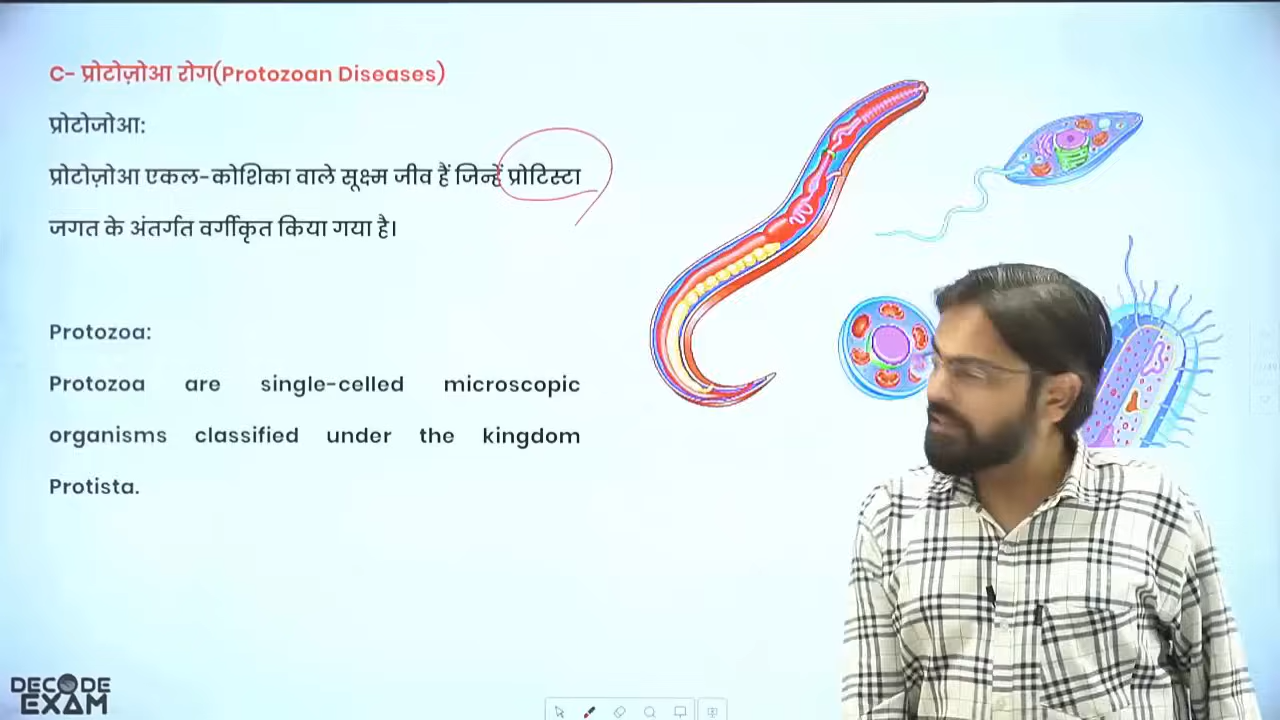 C- प्रोटोज़ोआ रोग(Protozoan Diseases)
प्रोटोजोआ:
प्रोटोज़ोआ एकल-कोशिका वाले सूक्ष्म जीव हैं जिन्हें प्रोटिस्टा
जगत के अंतर्गत वर्गीकृत किया गया है।
Protozoa:
Protozoa are single-celled microscopic
organisms classified under the kingdom
Protista.
DECODE
EXAM